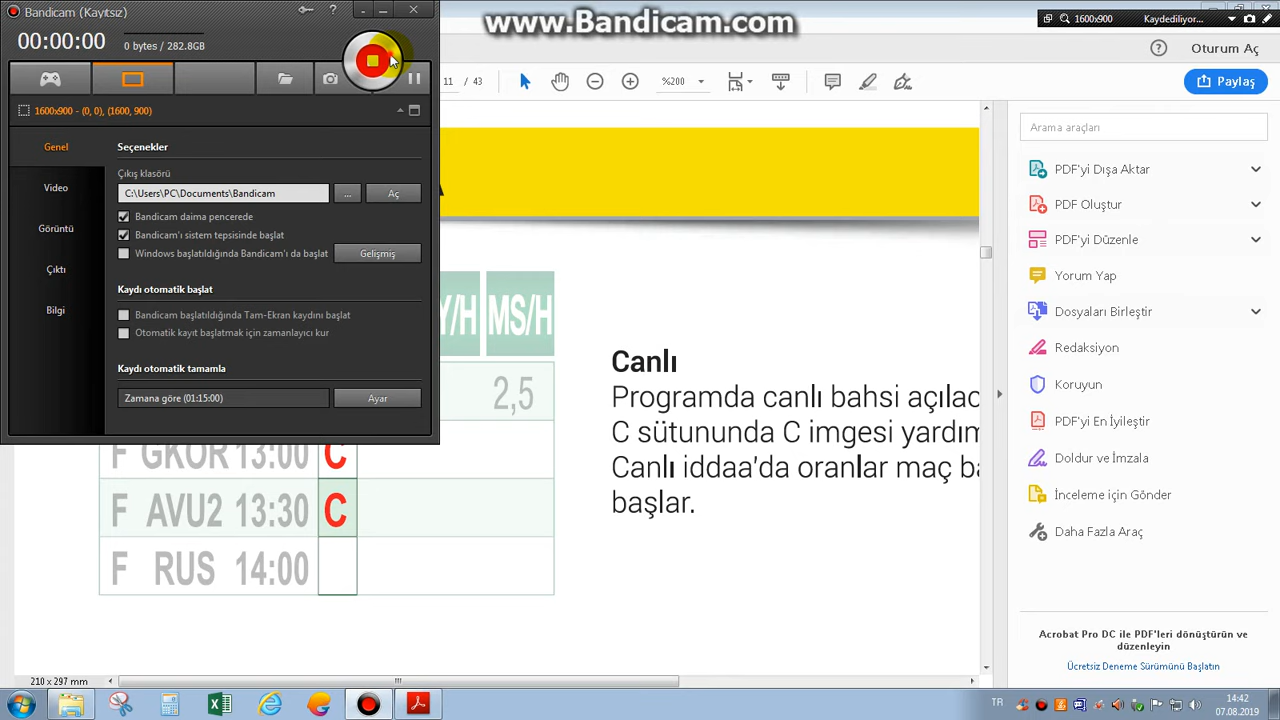 Bandicam (Kayıtsız)
www.Bandicam.com
1600x900 Kaydediliyor...
00:00:00
0 bytes / 282.8GB
11 / 43
%200
Oturum Aç
Paylaş
1600x900 - (0, 0), (1600, 900)
Genel
Video
Görüntü
Çıktı
Bilgi
Seçenekler
Çıkış klasörü
C:\Users\PC\Documents\Bandicam
...
Aç
Bandicam daima pencerede
Bandicam'ı sistem tepsisinde başlat
Windows başlatıldığında Bandicam'ı da başlat
Gelişmiş
Kaydı otomatik başlat
Bandicam başlatıldığında Tam-Ekran kaydını başlat
Otomatik kayıt başlatmak için zamanlayıcı kur
Kaydı otomatik tamamla
Zamana göre (01:15:00)
Ayar
Y/H MS/H
2,5
F GKOR 13:00 C
F AVU2 13:30 C
F RUS 14:00
Canlı
Programda canlı bahsi açılac
C sütununda C imgesi yardım
Canlı iddaa'da oranlar maç ba
başlar.
Arama araçları
PDF'yi Dışa Aktar
PDF Oluştur
PDF'yi Düzenle
Yorum Yap
Dosyaları Birleştir
Redaksiyon
Koruyun
PDF'yi En İyileştir
Doldur ve İmzala
İnceleme için Gönder
Daha Fazla Araç
Acrobat Pro DC ile PDF'leri dönüştürün ve
düzenleyin
Ücretsiz Deneme Sürümünü Başlatın
210 x 297 mm
TR
14:42
07.08.2019